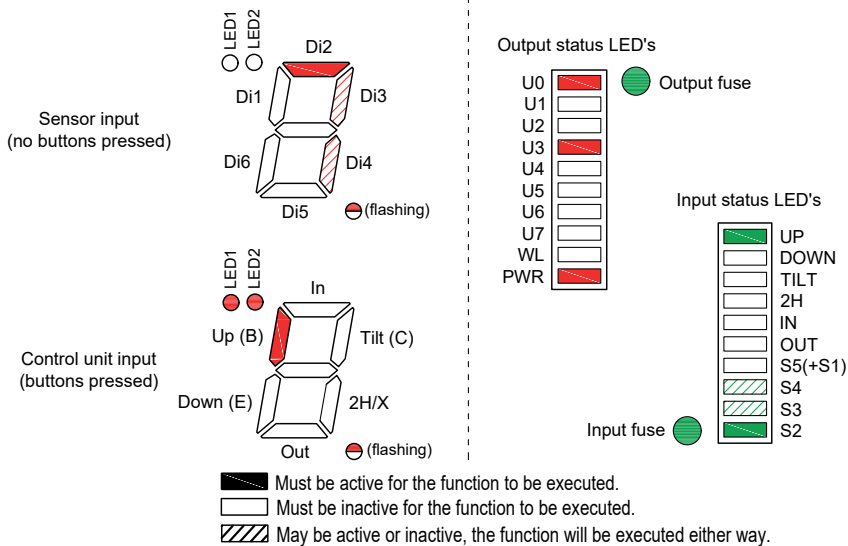 LED1
LED2
Di2
Di1
Di3
Sensor input
(no buttons pressed)
Di6
Di4
Di5
(flashing)
LED1
LED2
In
Up (B)
Tilt (C)
Control unit input
(buttons pressed)
Down (E)
2H/X
Out
(flashing)
Output status LED's
U0
Output fuse
U1
U2
U3
U4
U5
U6
U7
WL
PWR
Input status LED's
UP
DOWN
TILT
2H
IN
OUT
S5(+S1)
S4
S3
Input fuse
S2
Must be active for the function to be executed.
Must be inactive for the function to be executed.
May be active or inactive, the function will be executed either way.